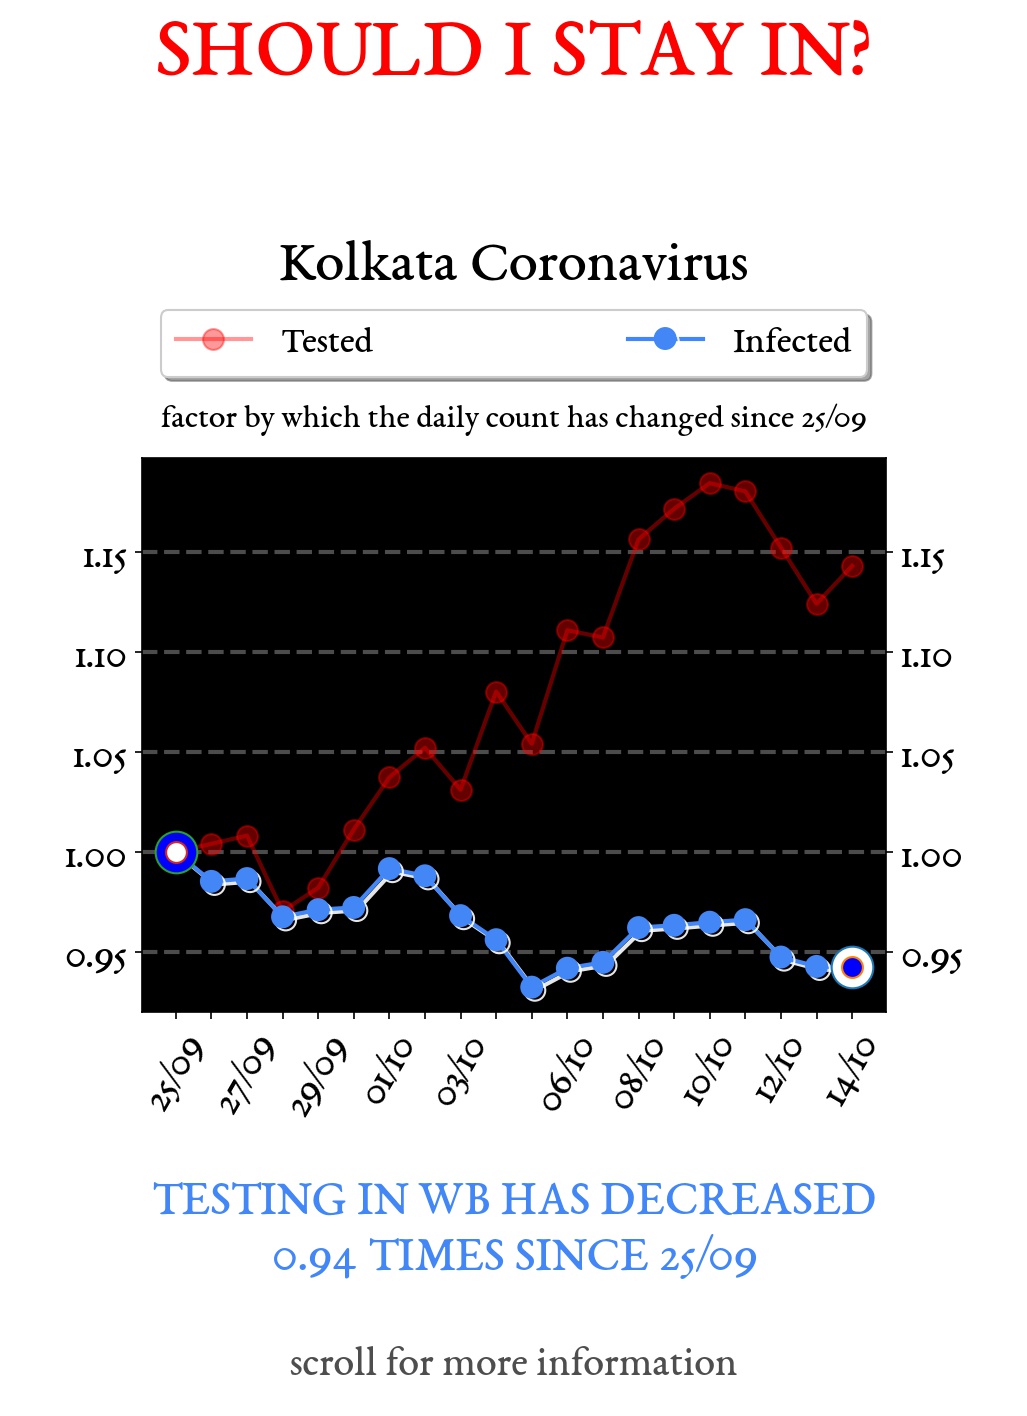 SHOULD I STAY IN?
Kolkata Coronavirus
Tested Infected
factor by which the daily count has changed since 25/09
1.15 1.15
1.10 1.10
1.05 1.05
1.00 1.00
0.95 0.95
25/09 27/09 29/09 01/10 03/10 06/10 08/10 10/10 12/10 14/10
TESTING IN WB HAS DECREASED
0.94 TIMES SINCE 25/09
scroll for more information